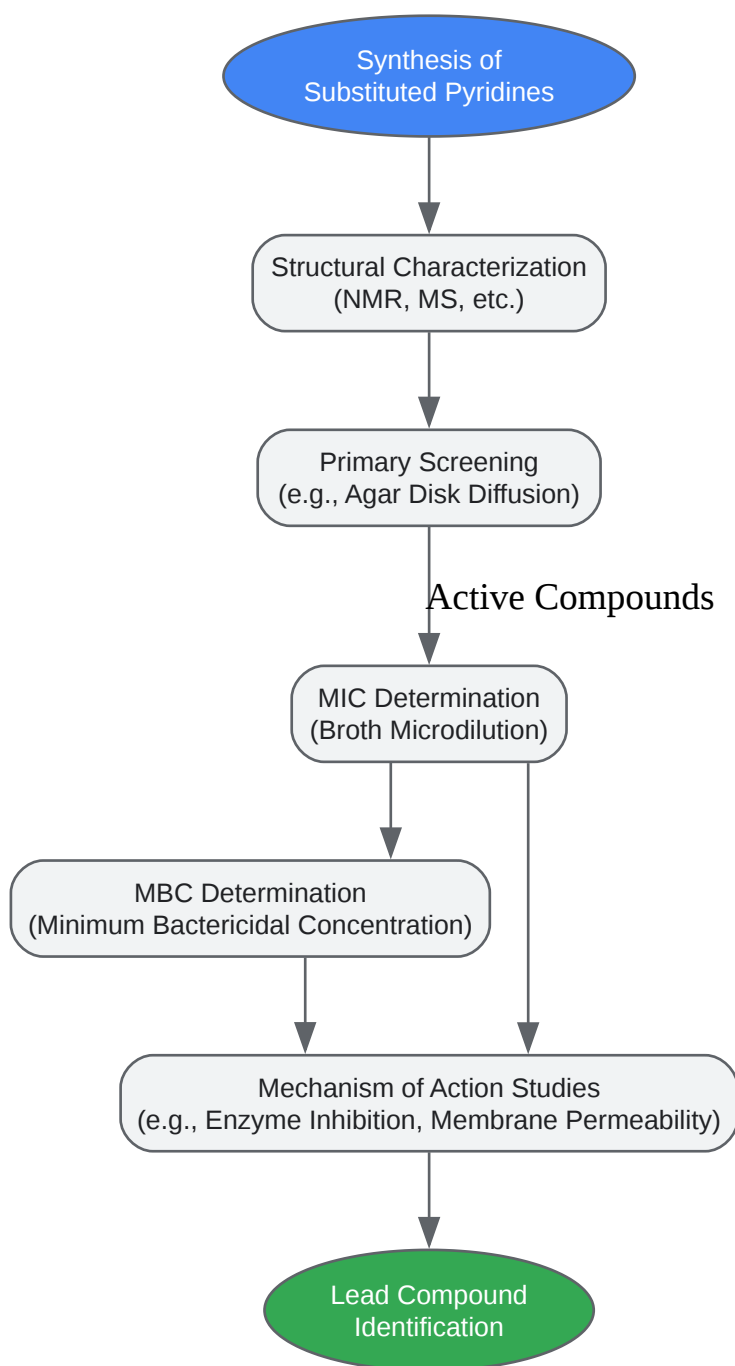 Synthesis of
Substituted Pyridines
Structural Characterization
(NMR, MS, etc.)
Primary Screening
(e.g., Agar Disk Diffusion)
Active Compounds
MIC Determination
(Broth Microdilution)
MBC Determination
(Minimum Bactericidal Concentration)
Mechanism of Action Studies
(e.g., Enzyme Inhibition, Membrane Permeability)
Lead Compound
Identification